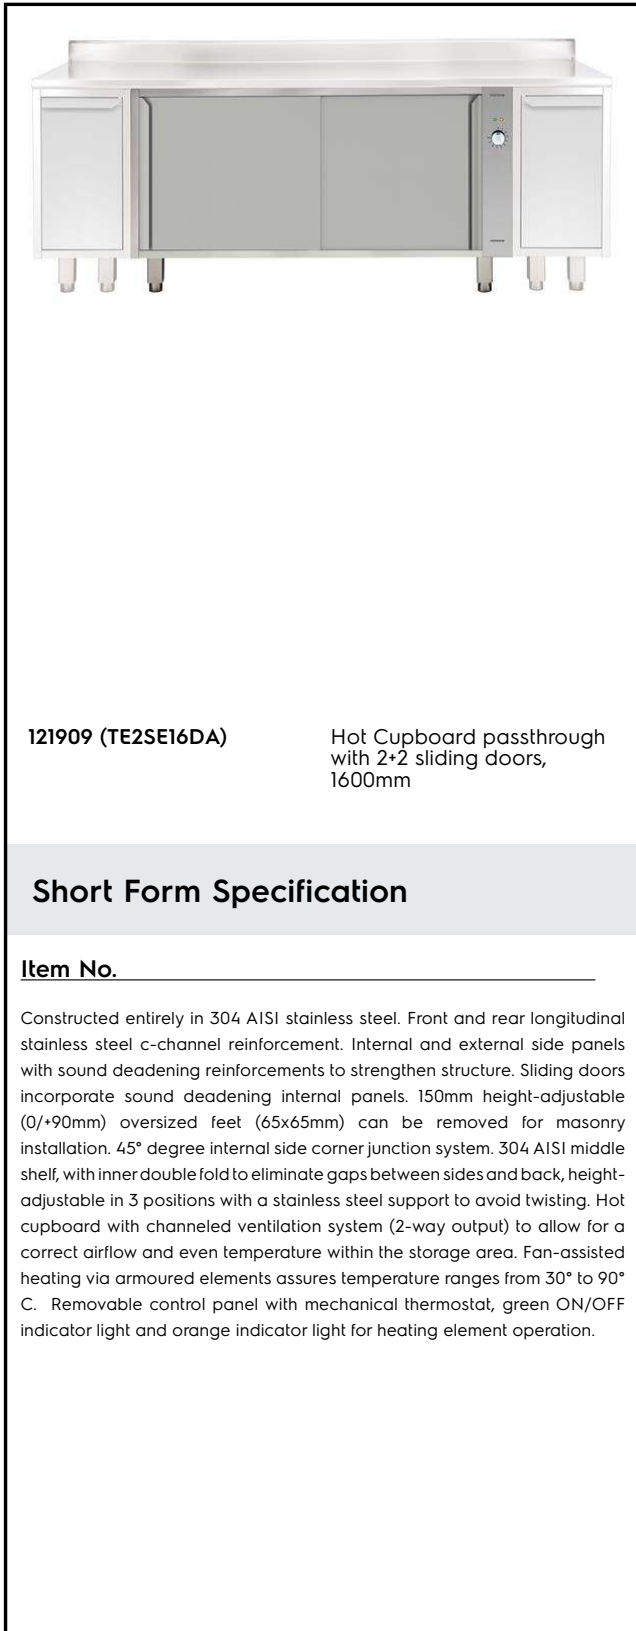 121909 (TE2SE16DA)
Hot Cupboard passthrough
with 2+2 sliding doors,
1600mm
Short Form Specification
Item No.
Constructed entirely in 304 AISI stainless steel. Front and rear longitudinal
stainless steel c-channel reinforcement. Internal and external side panels
with sound deadening reinforcements to strengthen structure. Sliding doors
incorporate sound deadening internal panels. 150mm height-adjustable
(0/+90mm) oversized feet (65x65mm) can be removed for masonry
installation. 45° degree internal side corner junction system. 304 AISI middle
shelf, with inner double fold to eliminate gaps between sides and back, height-
adjustable in 3 positions with a stainless steel support to avoid twisting. Hot
cupboard with channeled ventilation system (2-way output) to allow for a
correct airflow and even temperature within the storage area. Fan-assisted
heating via armoured elements assures temperature ranges from 30° to 90°
C. Removable control panel with mechanical thermostat, green ON/OFF
indicator light and orange indicator light for heating element operation.